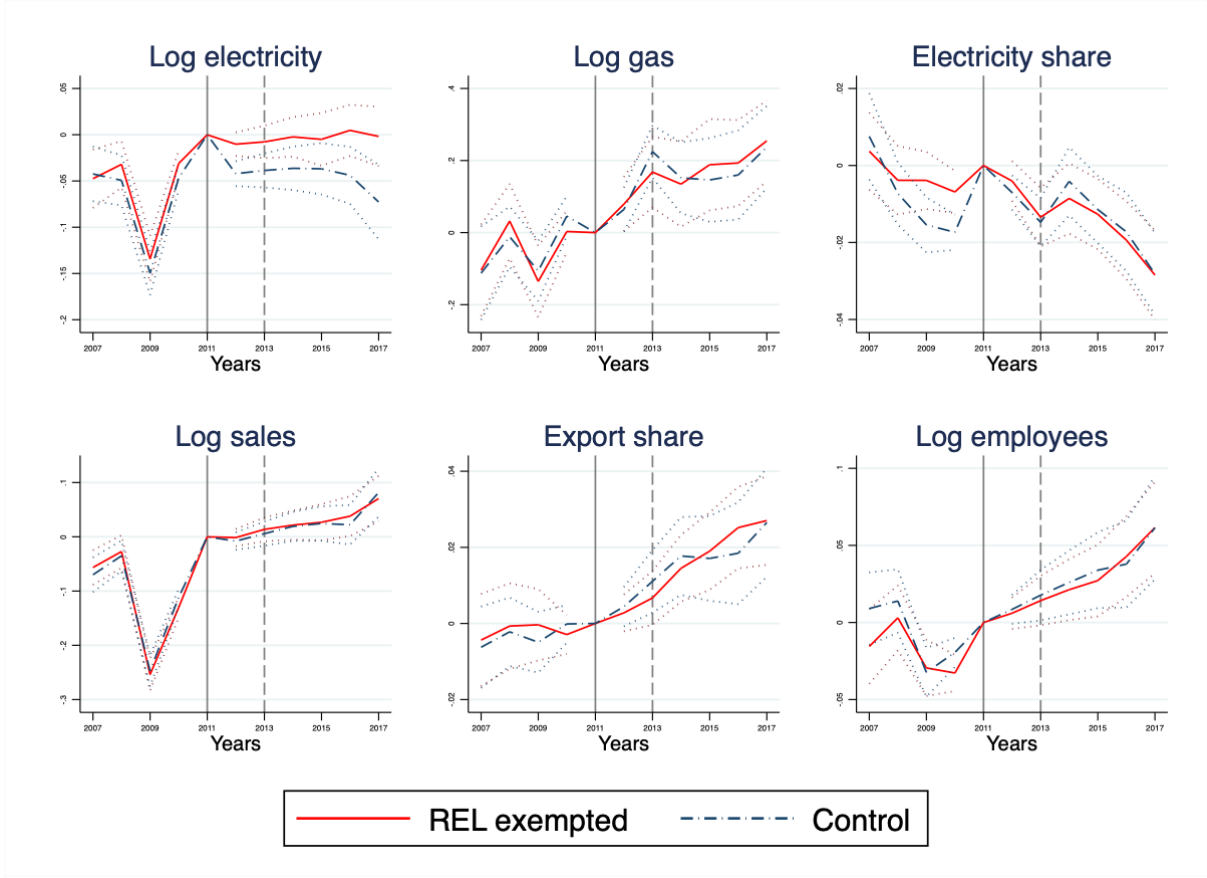 Log electricity
.05
0
-.05
-.1
-.15
-.2
2007 2009 2011 2013 2015 2017
Years
Log gas
.4
.2
0
-.2
2007 2009 2011 2013 2015 2017
Years
Electricity share
.02
0
-.02
-.04
2007 2009 2011 2013 2015 2017
Years
Log sales
.1
0
-.1
-.2
-.3
2007 2009 2011 2013 2015 2017
Years
Export share
.04
.02
0
-.02
2007 2009 2011 2013 2015 2017
Years
Log employees
.1
.05
0
-.05
2007 2009 2011 2013 2015 2017
Years
REL exempted Control